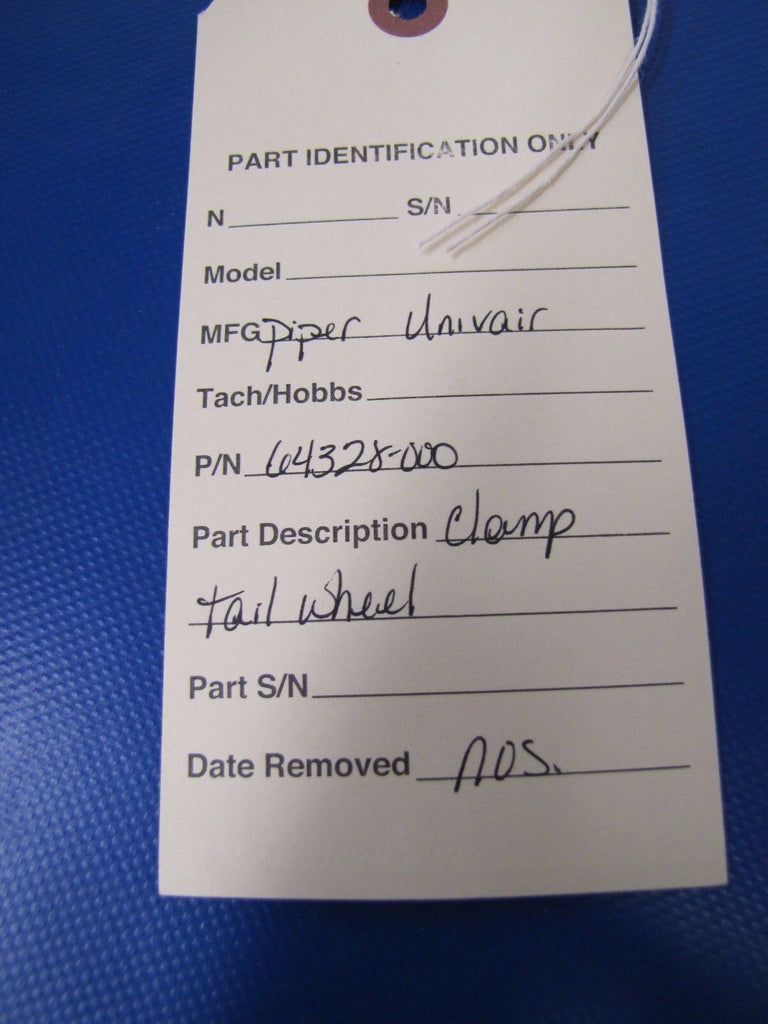 PART IDENTIFICATION ONLY
N S/N
Model
MFG Piper Univair
Tach/Hobbs
P/N 64328-000
Part Description Clamp
tail wheel
Part S/N
Date Removed NOS.